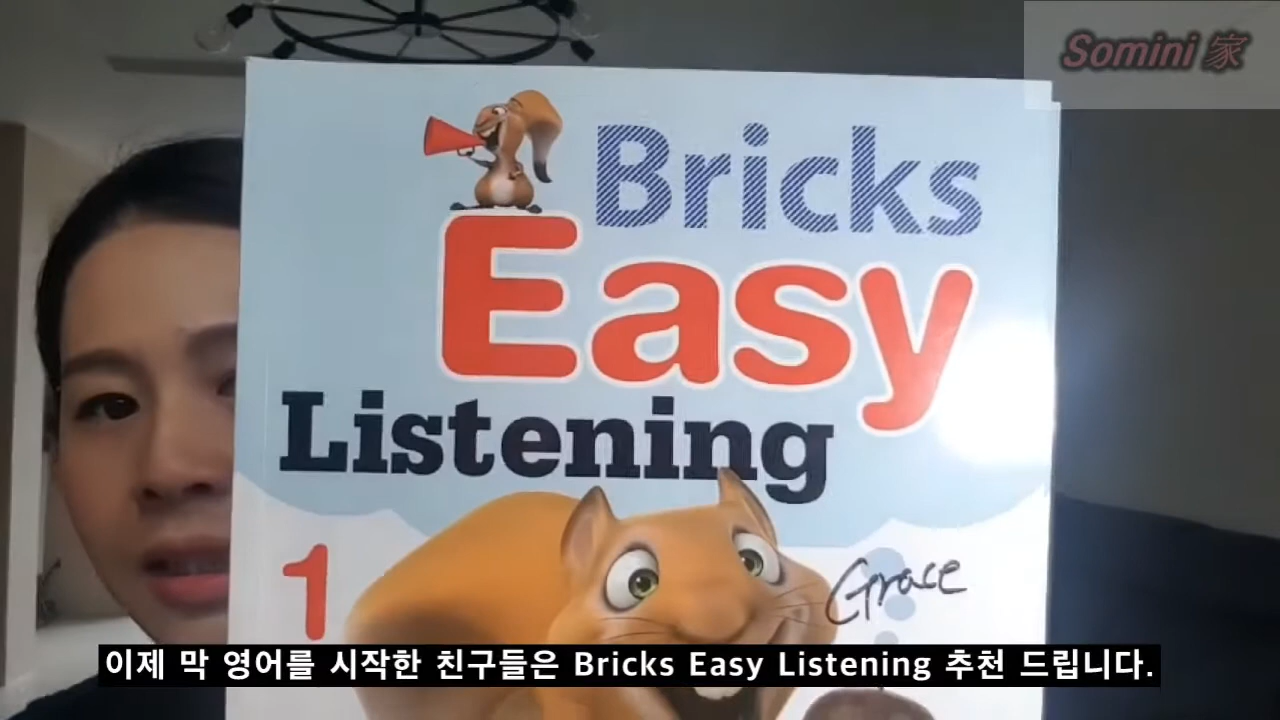 Somini 家
Bricks
Easy
Listening
1
Grace
이제 막 영어를 시작한 친구들은 Bricks Easy Listening 추천 드립니다.